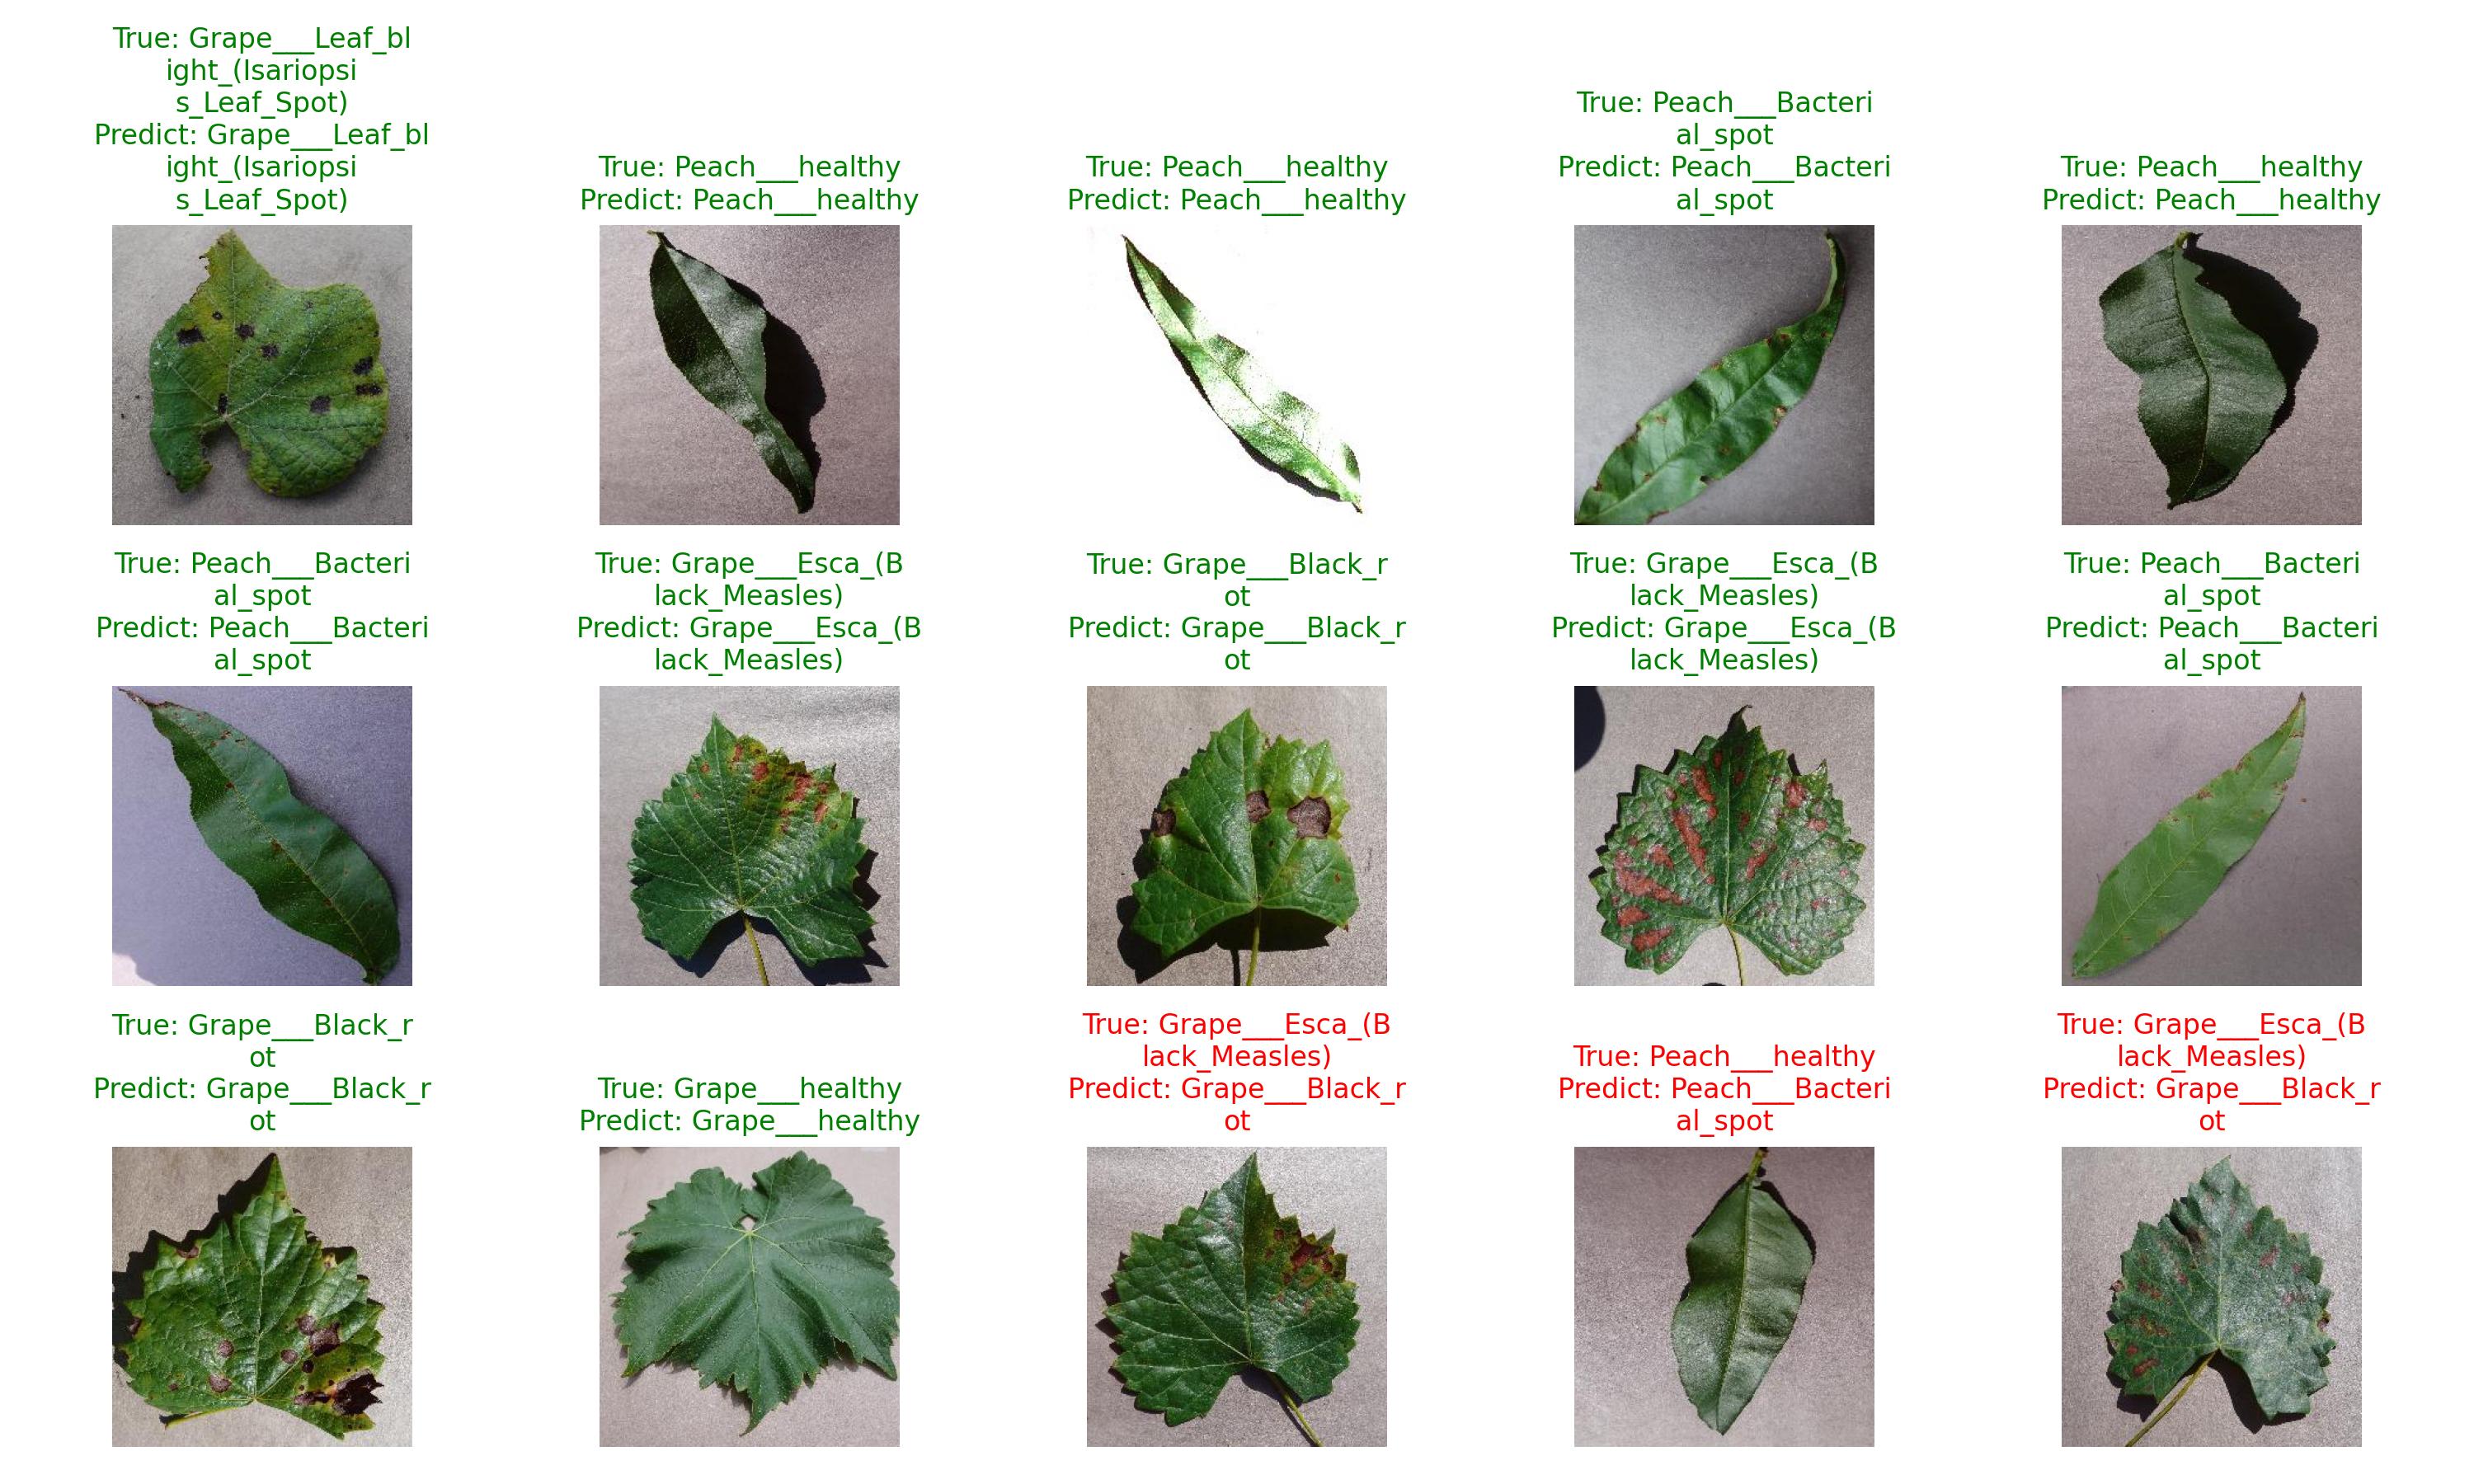 True: Grape___Leaf_bl
ight_(Isariopsi
s_Leaf_Spot)
Predict: Grape___Leaf_bl
ight_(Isariopsi
s_Leaf_Spot)
True: Peach___healthy
Predict: Peach___healthy
True: Peach___healthy
Predict: Peach___healthy
True: Peach___Bacteri
al_spot
Predict: Peach___Bacteri
al_spot
True: Peach___healthy
Predict: Peach___healthy
True: Peach___Bacteri
al_spot
Predict: Peach___Bacteri
al_spot
True: Grape___Esca_(B
lack_Measles)
Predict: Grape___Esca_(B
lack_Measles)
True: Grape___Black_r
ot
Predict: Grape___Black_r
ot
True: Grape___Esca_(B
lack_Measles)
Predict: Grape___Esca_(B
lack_Measles)
True: Peach___Bacteri
al_spot
Predict: Peach___Bacteri
al_spot
True: Grape___Black_r
ot
Predict: Grape___Black_r
ot
True: Grape___healthy
Predict: Grape___healthy
True: Grape___Esca_(B
lack_Measles)
Predict: Grape___Black_r
ot
True: Peach___healthy
Predict: Peach___Bacteri
al_spot
True: Grape___Esca_(B
lack_Measles)
Predict: Grape___Black_r
ot